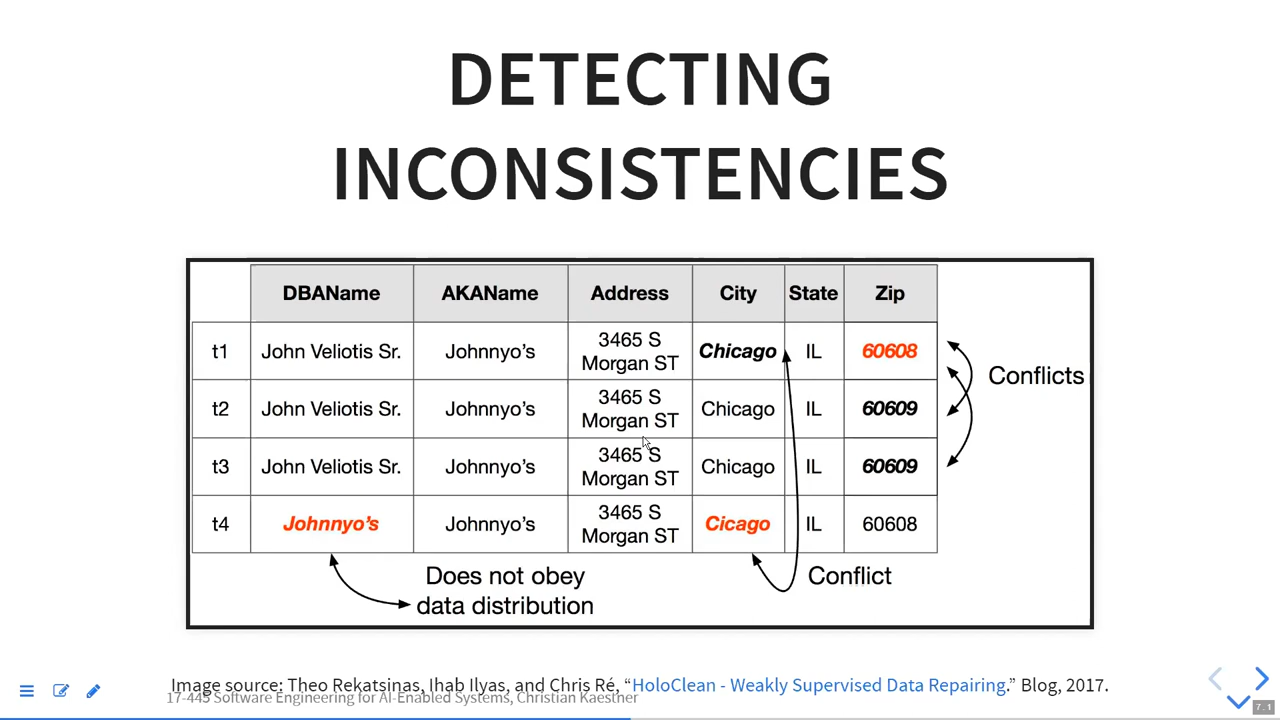 DETECTING
INCONSISTENCIES
DBAName AKAName Address City State Zip
t1 John Veliotis Sr. Johnnyo's 3465 S Morgan ST Chicago IL 60608
Conflicts
t2 John Veliotis Sr. Johnnyo's 3465 S Morgan ST Chicago IL 60609
t3 John Veliotis Sr. Johnnyo's 3465 S Morgan ST Chicago IL 60609
t4 Johnnyo's Johnnyo's 3465 S Morgan ST Cicago IL 60608
Does not obey
data distribution
Conflict
Image source: Theo Rekatsinas, Ihab Ilyas, and Chris Ré, “HoloClean - Weakly Supervised Data Repairing.” Blog, 2017.
17-445 Software Engineering for AI-Enabled Systems, Christian Kaestner
7.1